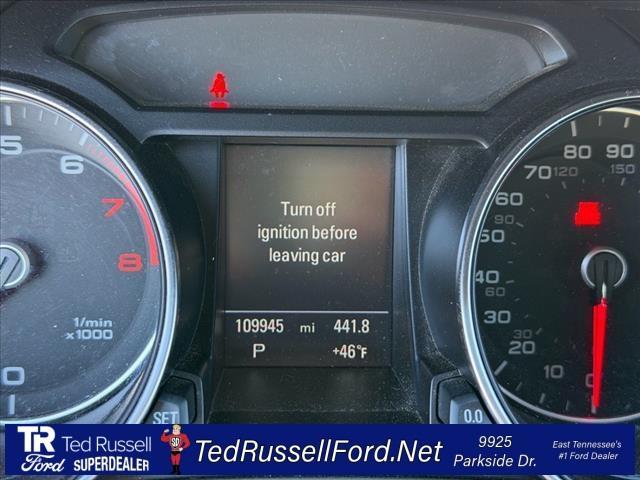 5
6
7
8
1/min
x1000
0
Turn off
ignition before
leaving car
109945 mi 441.8
P +46°F
SET
0.0
80 90
70 120 150
60
90
50
40
60
30
30
20
10
0
TR Ted Russell
Ford SUPERDEALER
SD
TedRussellFord.Net
9925
Parkside Dr.
East Tennessee's
#1 Ford Dealer